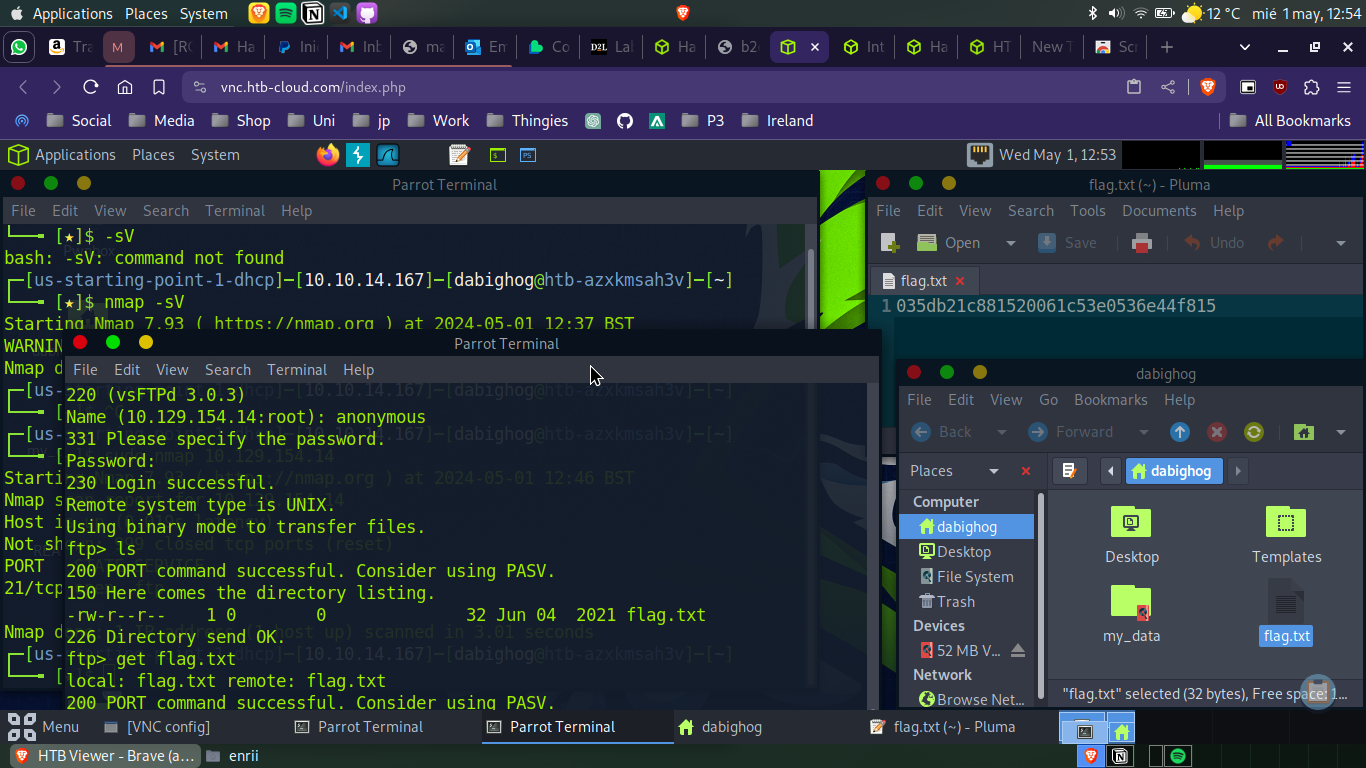 Applications Places System 12 °C mié 1 may, 12:54
Tra M [RC Ha Ini Inb ma Em Co D2L Lal Ha b2 Int Ha HT New T Scr
vnc.htb-cloud.com/index.php
Social Media Shop Uni jp Work Thingies P3 Ireland All Bookmarks
Applications Places System Wed May 1, 12:53
Parrot Terminal
File Edit View Search Terminal Help
└──╼ [★]$ -sV
bash: -sV: command not found
┌─[us-starting-point-1-dhcp]─[10.10.14.167]─[dabighog@htb-azxkmsah3v]─[~]
└──╼ [★]$ nmap -sV
Starting Nmap 7.93 ( https://nmap.org ) at 2024-05-01 12:37 BST
WARNIN
Nmap d
┌─[us-
└──╼ [
┌─[us-
└──╼ [
Starti
Nmap s
Host i
Not sh
PORT
21/tcp
Nmap d
┌─[us-
└──╼ [
Parrot Terminal
File Edit View Search Terminal Help
220 (vsFTPd 3.0.3)
Name (10.129.154.14:root): anonymous
331 Please specify the password.
Password:
230 Login successful.
Remote system type is UNIX.
Using binary mode to transfer files.
ftp> ls
200 PORT command successful. Consider using PASV.
150 Here comes the directory listing.
-rw-r--r-- 1 0 0 32 Jun 04 2021 flag.txt
226 Directory send OK.
ftp> get flag.txt
local: flag.txt remote: flag.txt
200 PORT command successful. Consider using PASV.
flag.txt (~) - Pluma
File Edit View Search Tools Documents Help
Open Save Undo
flag.txt
1 035db21c881520061c53e0536e44f815
dabighog
File Edit View Go Bookmarks Help
Back Forward
Places dabighog
Computer
dabighog
Desktop
File System
Trash
Devices
52 MB V...
Network
Browse Net...
Desktop Templates
my_data flag.txt
"flag.txt" selected (32 bytes), Free space: 1...
Menu [VNC config] Parrot Terminal Parrot Terminal dabighog flag.txt (~) - Pluma
HTB Viewer - Brave (a... enrii